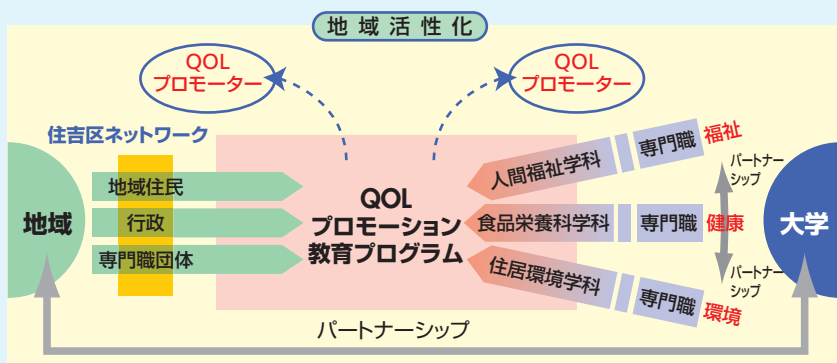 地域活性化
QOL
プロモーター
QOL
プロモーター
住吉区ネットワーク
地域
地域住民
行政
専門職団体
QOL
プロモーション
教育プログラム
人間福祉学科
専門職
福祉
食品栄養科学科
専門職
健康
住居環境学科
専門職
環境
パートナー
シップ
パートナー
シップ
大学
パートナーシップ